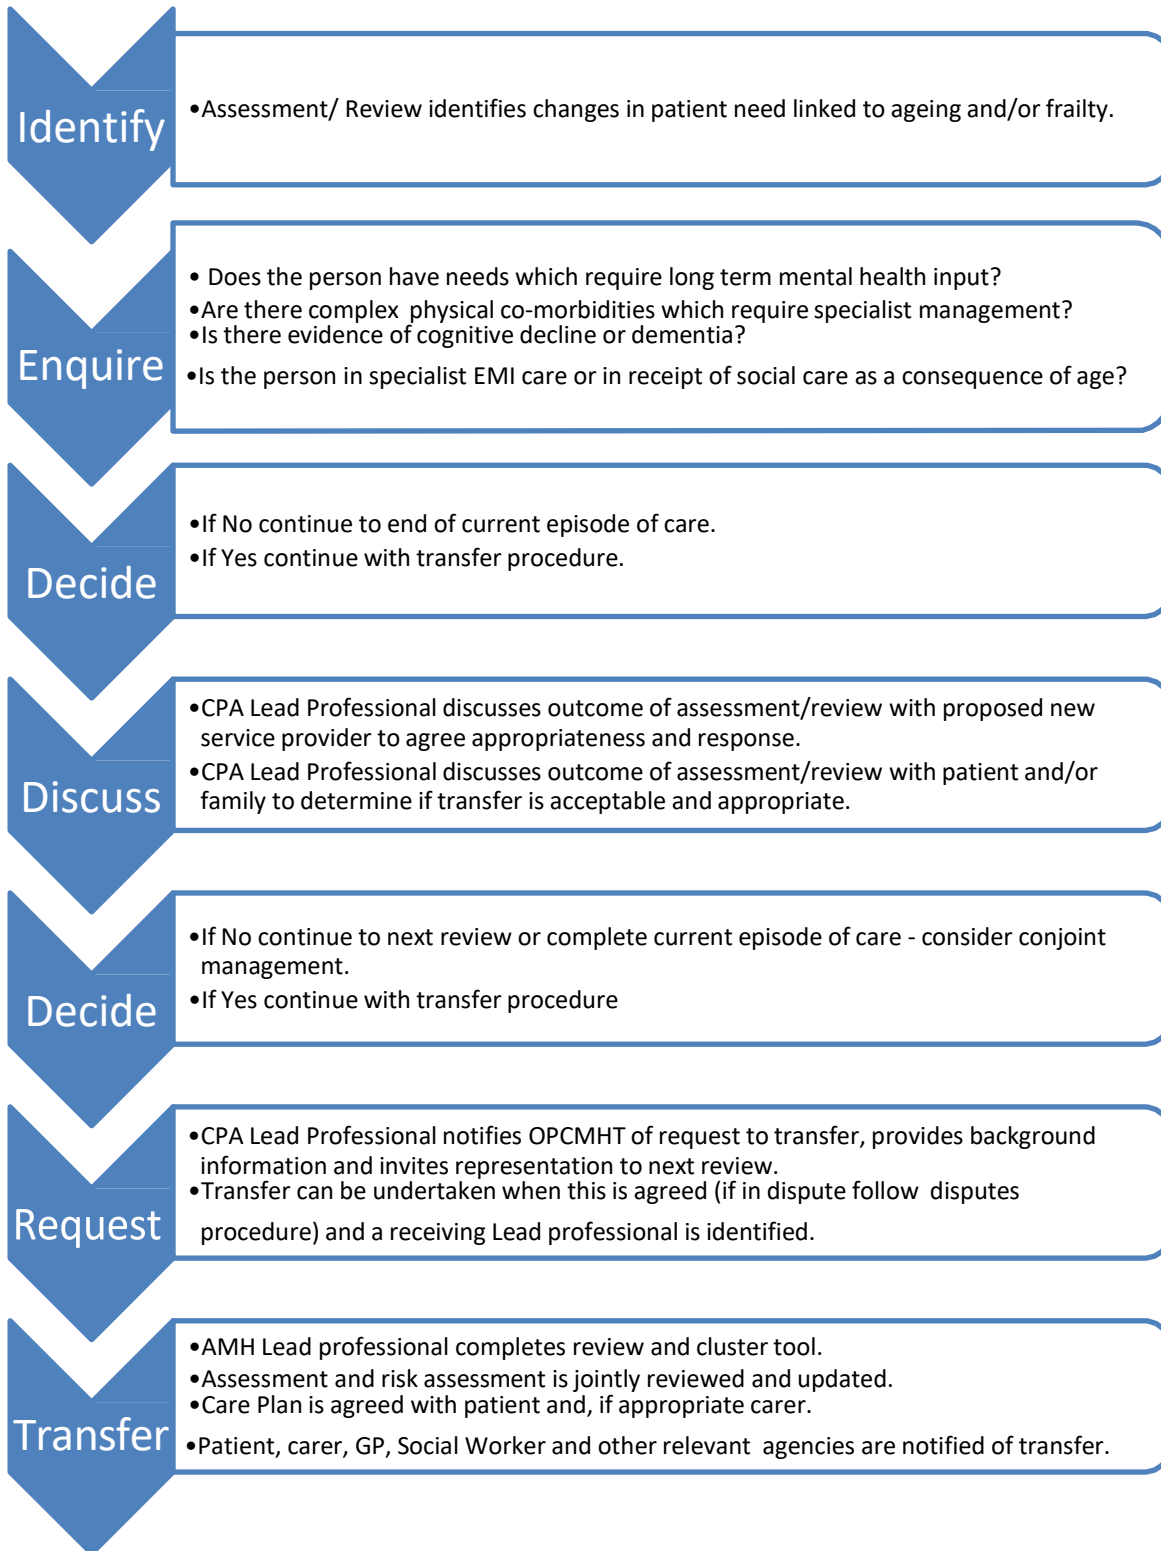 Identify
•Assessment/ Review identifies changes in patient need linked to ageing and/or frailty.
Enquire
• Does the person have needs which require long term mental health input?
•Are there complex physical co-morbidities which require specialist management?
•Is there evidence of cognitive decline or dementia?
•Is the person in specialist EMI care or in receipt of social care as a consequence of age?
Decide
•If No continue to end of current episode of care.
•If Yes continue with transfer procedure.
Discuss
•CPA Lead Professional discusses outcome of assessment/review with proposed new
service provider to agree appropriateness and response.
•CPA Lead Professional discusses outcome of assessment/review with patient and/or
family to determine if transfer is acceptable and appropriate.
Decide
•If No continue to next review or complete current episode of care - consider conjoint
management.
•If Yes continue with transfer procedure
Request
•CPA Lead Professional notifies OPCMHT of request to transfer, provides background
information and invites representation to next review.
•Transfer can be undertaken when this is agreed (if in dispute follow disputes
procedure) and a receiving Lead professional is identified.
Transfer
•AMH Lead professional completes review and cluster tool.
•Assessment and risk assessment is jointly reviewed and updated.
•Care Plan is agreed with patient and, if appropriate carer.
•Patient, carer, GP, Social Worker and other relevant agencies are notified of transfer.